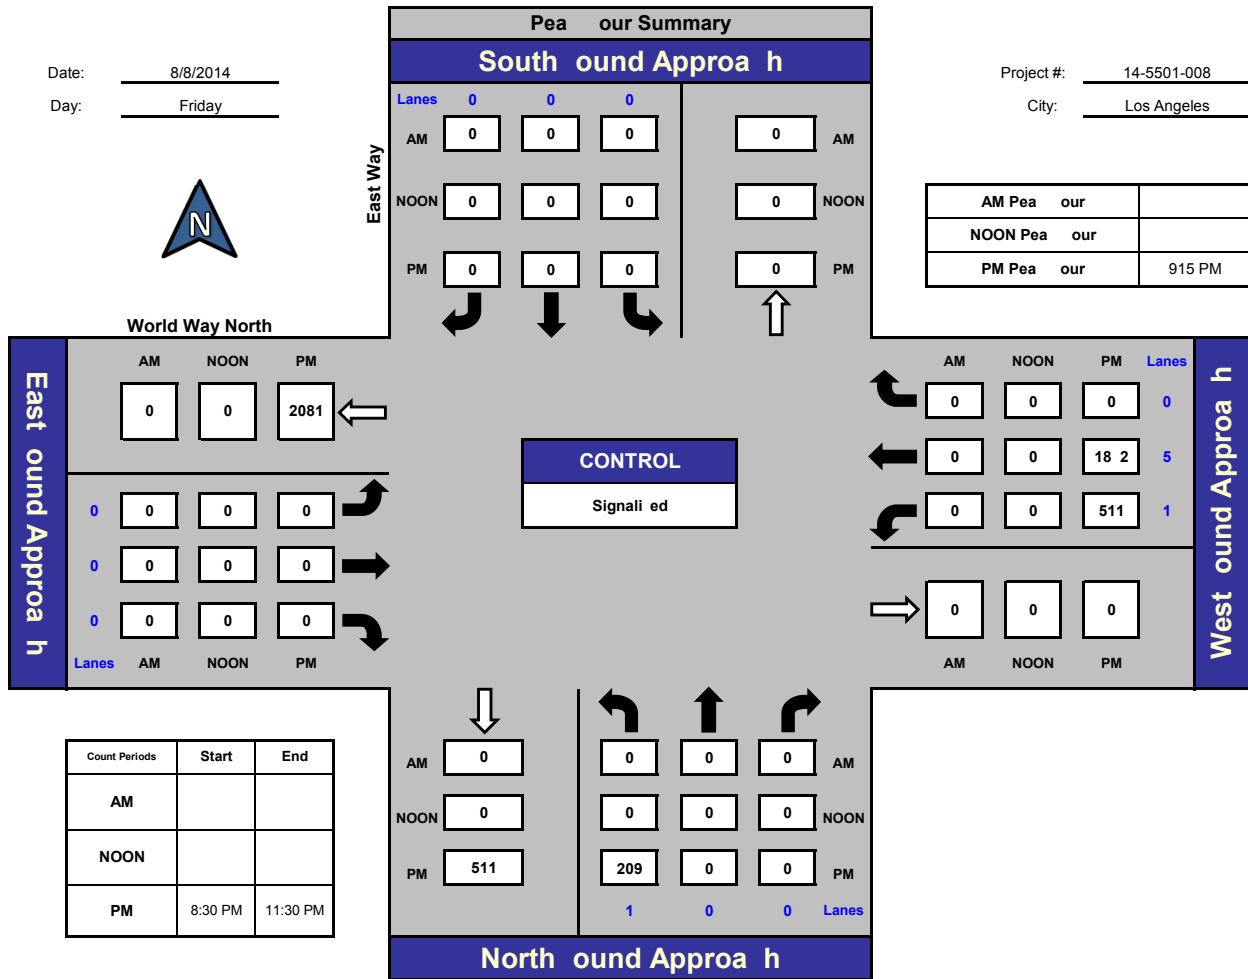 Pea our Summary
South ound Approa h
Date: 8/8/2014
Day: Friday
Project #: 14-5501-008
City: Los Angeles
N
East Way
Lanes 0 0 0
AM 0 0 0 0 AM
NOON 0 0 0 0 NOON
PM 0 0 0 0 PM
AM Pea our
NOON Pea our
PM Pea our 915 PM
World Way North
East ound Approa h
AM NOON PM
0 0 2081
0 0 0 0
0 0 0 0
0 0 0 0
Lanes AM NOON PM
CONTROL
Signali ed
AM NOON PM Lanes
0 0 0 0
0 0 18 2 5
0 0 511 1
0 0 0
AM NOON PM
West ound Approa h
Count Periods Start End
AM
NOON
PM 8:30 PM 11:30 PM
AM 0 0 0 0 AM
NOON 0 0 0 0 NOON
PM 511 209 0 0 PM
1 0 0 Lanes
North ound Approa h